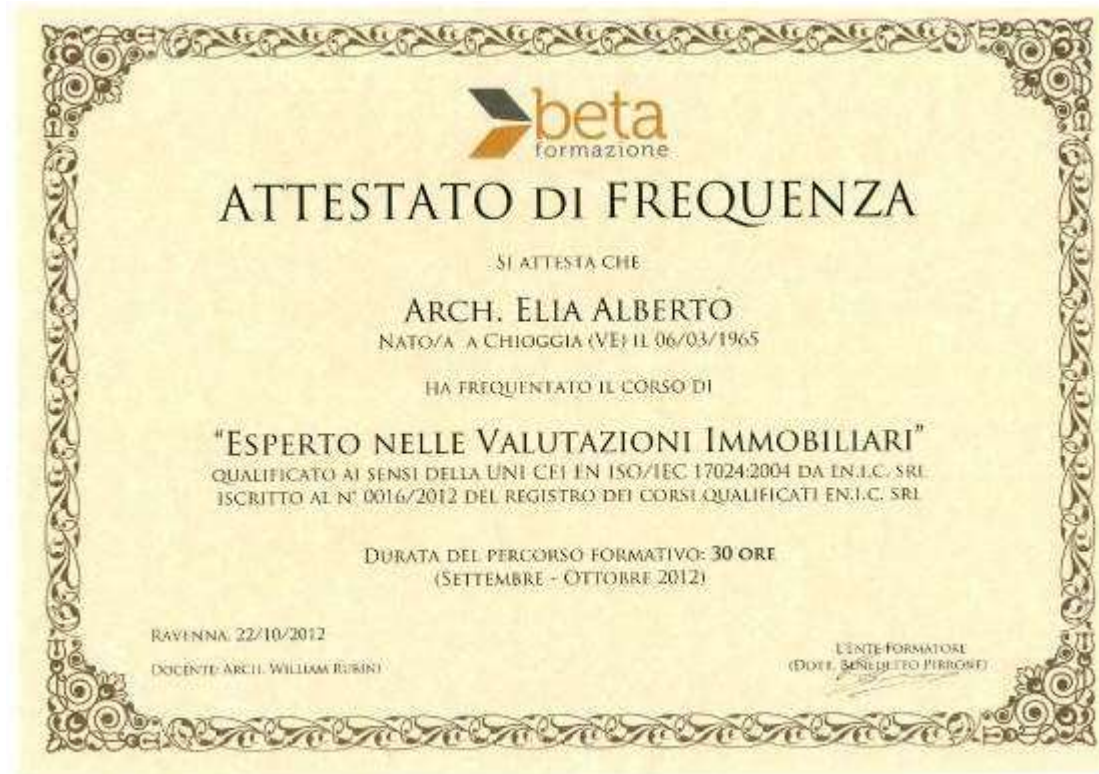 beta
formazione
ATTESTATO DI FREQUENZA
SI ATTESTA CHE
ARCH. ELIA ALBERTO
NATO/A A CHIOGGIA (VE) IL 06/03/1965
HA FREQUENTATO IL CORSO DI
"ESPERTO NELLE VALUTAZIONI IMMOBILIARI"
QUALIFICATO AI SENSI DELLA UNI CEI EN ISO/IEC 17024:2004 DA EN.I.C. SRL
ISCRITTO AL N° 0016/2012 DEL REGISTRO DEI CORSI QUALIFICATI EN.I.C. SRL
DURATA DEL PERCORSO FORMATIVO: 30 ORE
(SETTEMBRE - OTTOBRE 2012)
RAVENNA, 22/10/2012
DOCENTE: ARCH. WILLIAM RUBINI
L'ENTE FORMATORE
(DOTT. BENEDETTO PIRRONE)